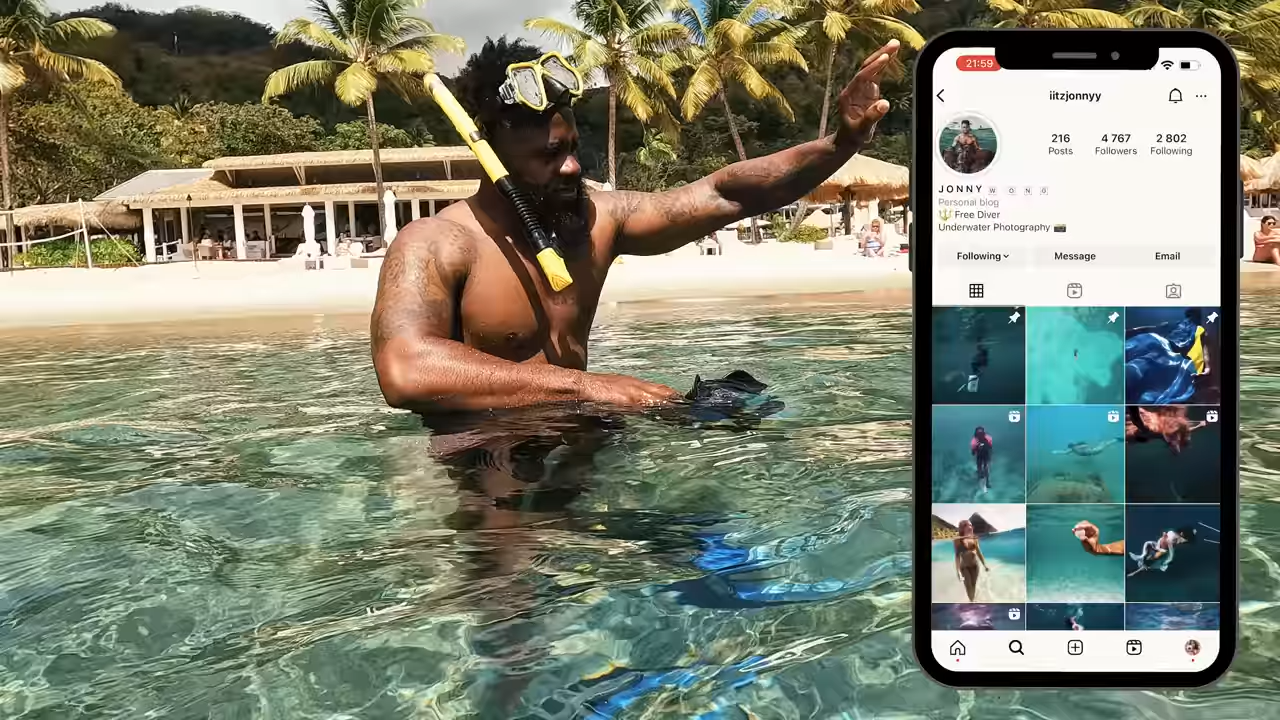 21:59
iitzjonnyy
216 4 767 2 802
Posts Followers Following
JONNY W O N G
Personal blog
🔱 Free Diver
Underwater Photography 📷
Following Message Email